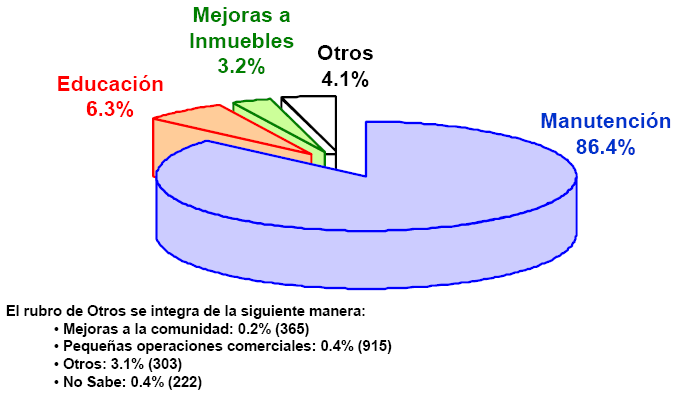 Mejoras a
Inmuebles
3.2%
Otros
4.1%
Educación
6.3%
Manutención
86.4%
El rubro de Otros se integra de la siguiente manera:
• Mejoras a la comunidad: 0.2% (365)
• Pequeñas operaciones comerciales: 0.4% (915)
• Otros: 3.1% (303)
• No Sabe: 0.4% (222)